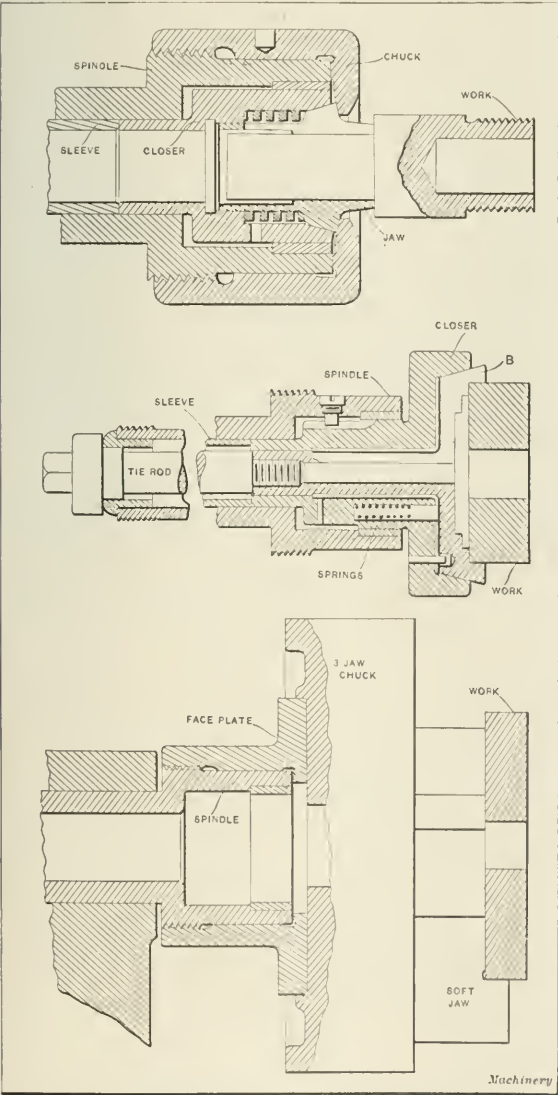 SPINDLE
CHUCK
WORK
SLEEVE
CLOSER
JAW
CLOSER
B
SPINDLE
SLEEVE
TIE ROD
SPRINGS
WORK
3 JAW
CHUCK
WORK
FACE PLATE
SPINDLE
SOFT
JAW
Machinery